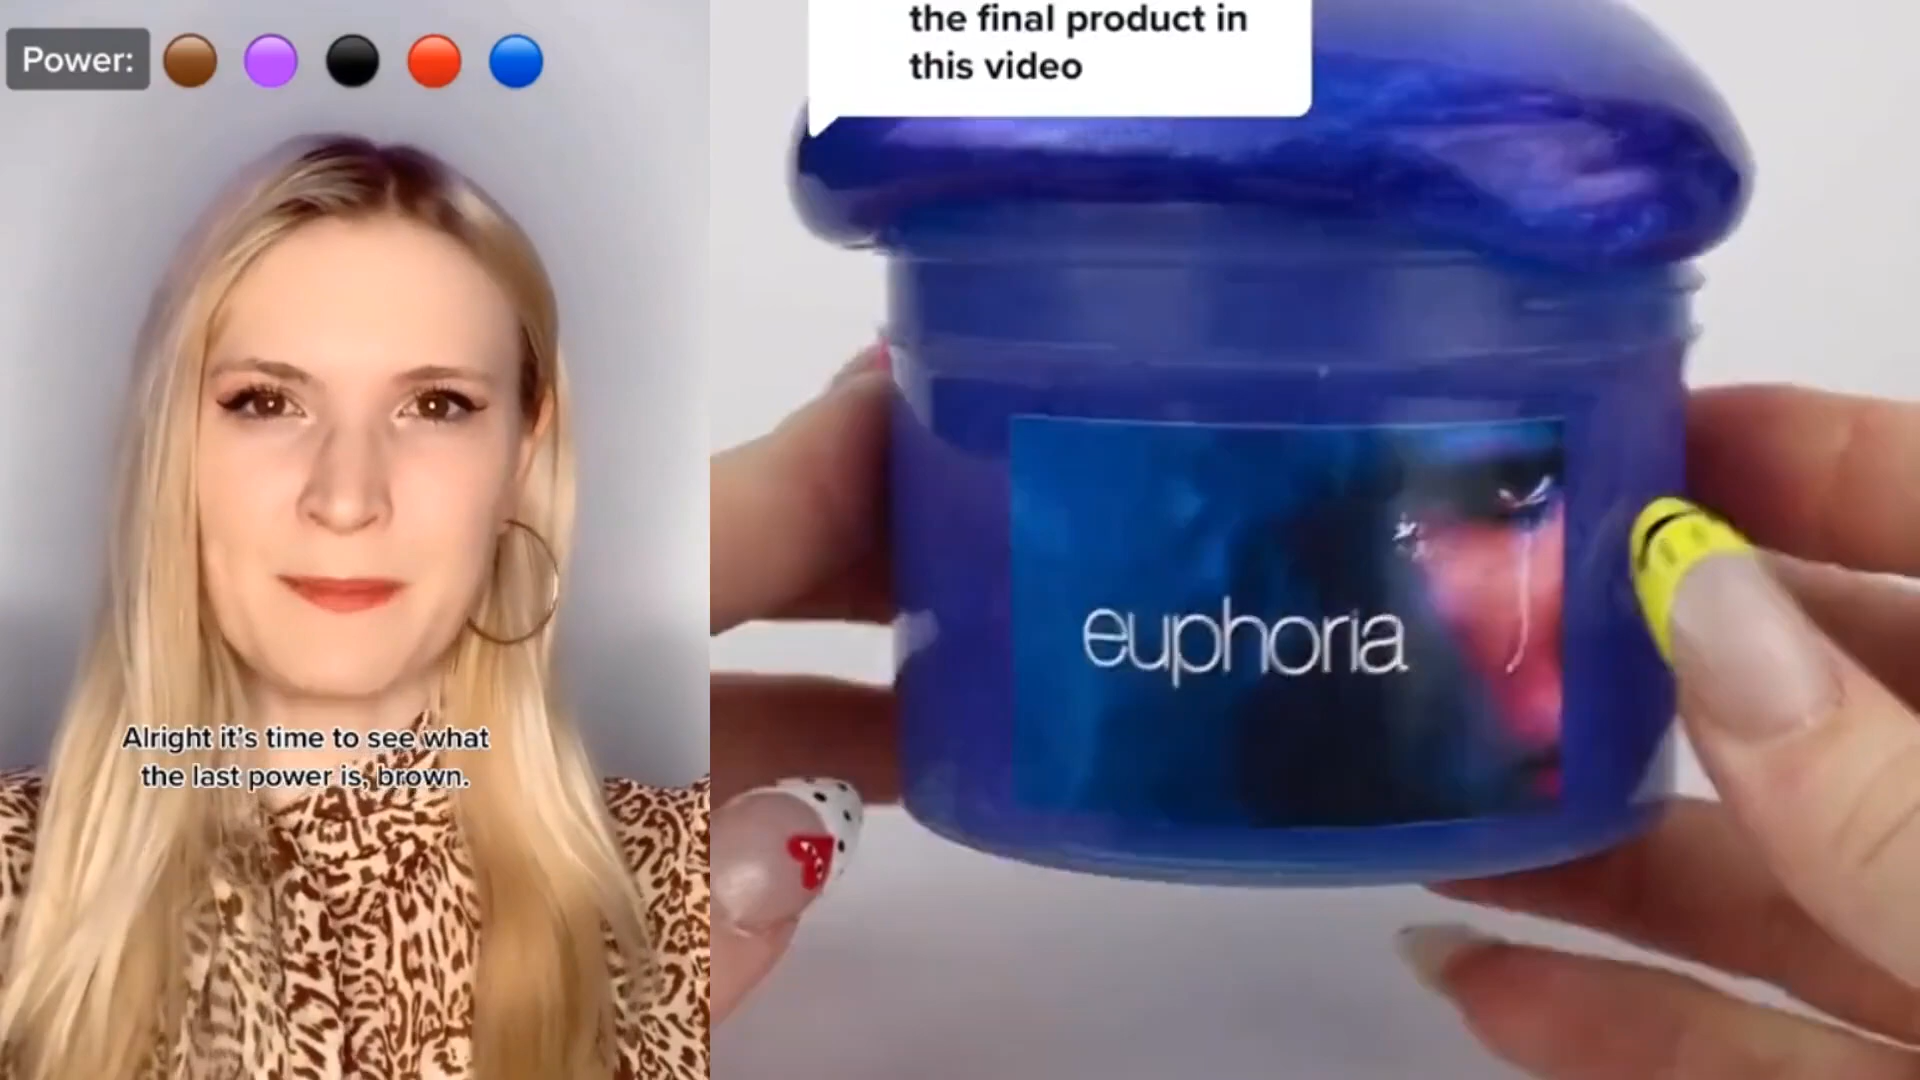 Power:
Alright it's time to see what
the last power is, brown.
the final product in
this video
euphoria